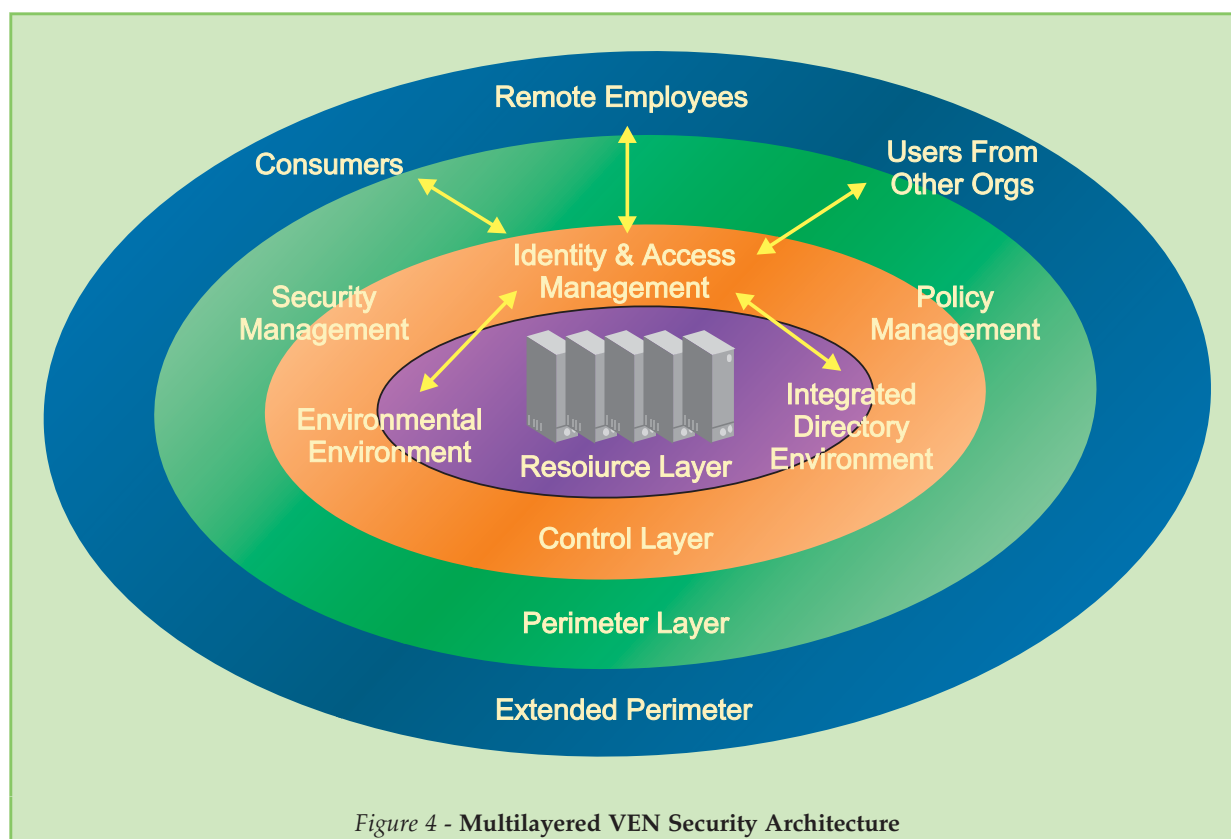 Remote Employees
Consumers
Users From
Other Orgs
Identity & Access
Management
Security
Management
Policy
Management
Environmental
Environment
Integrated
Directory
Environment
Resoiurce Layer
Control Layer
Perimeter Layer
Extended Perimeter
Figure 4 - Multilayered VEN Security Architecture